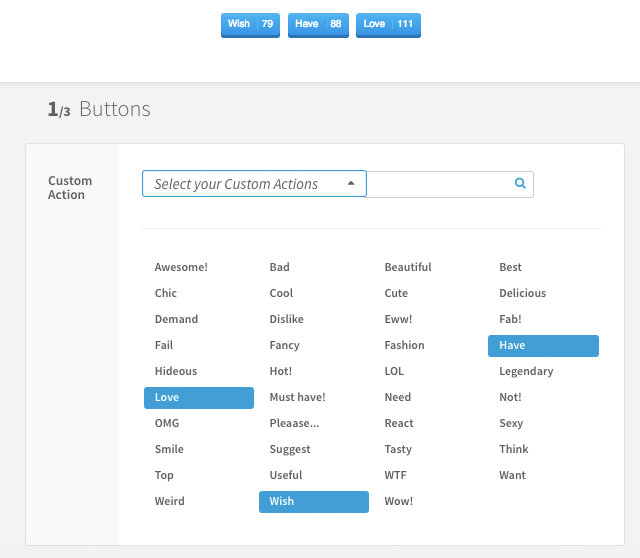 Wish 79 Have 88 Love 111
1/3 Buttons
Custom Action
Select your Custom Actions
Awesome! Bad Beautiful Best
Chic Cool Cute Delicious
Demand Dislike Eww! Fab!
Fail Fancy Fashion Have
Hideous Hot! LOL Legendary
Love Must have! Need Not!
OMG Pleaase... React Sexy
Smile Suggest Tasty Think
Top Useful WTF Want
Weird Wish Wow!